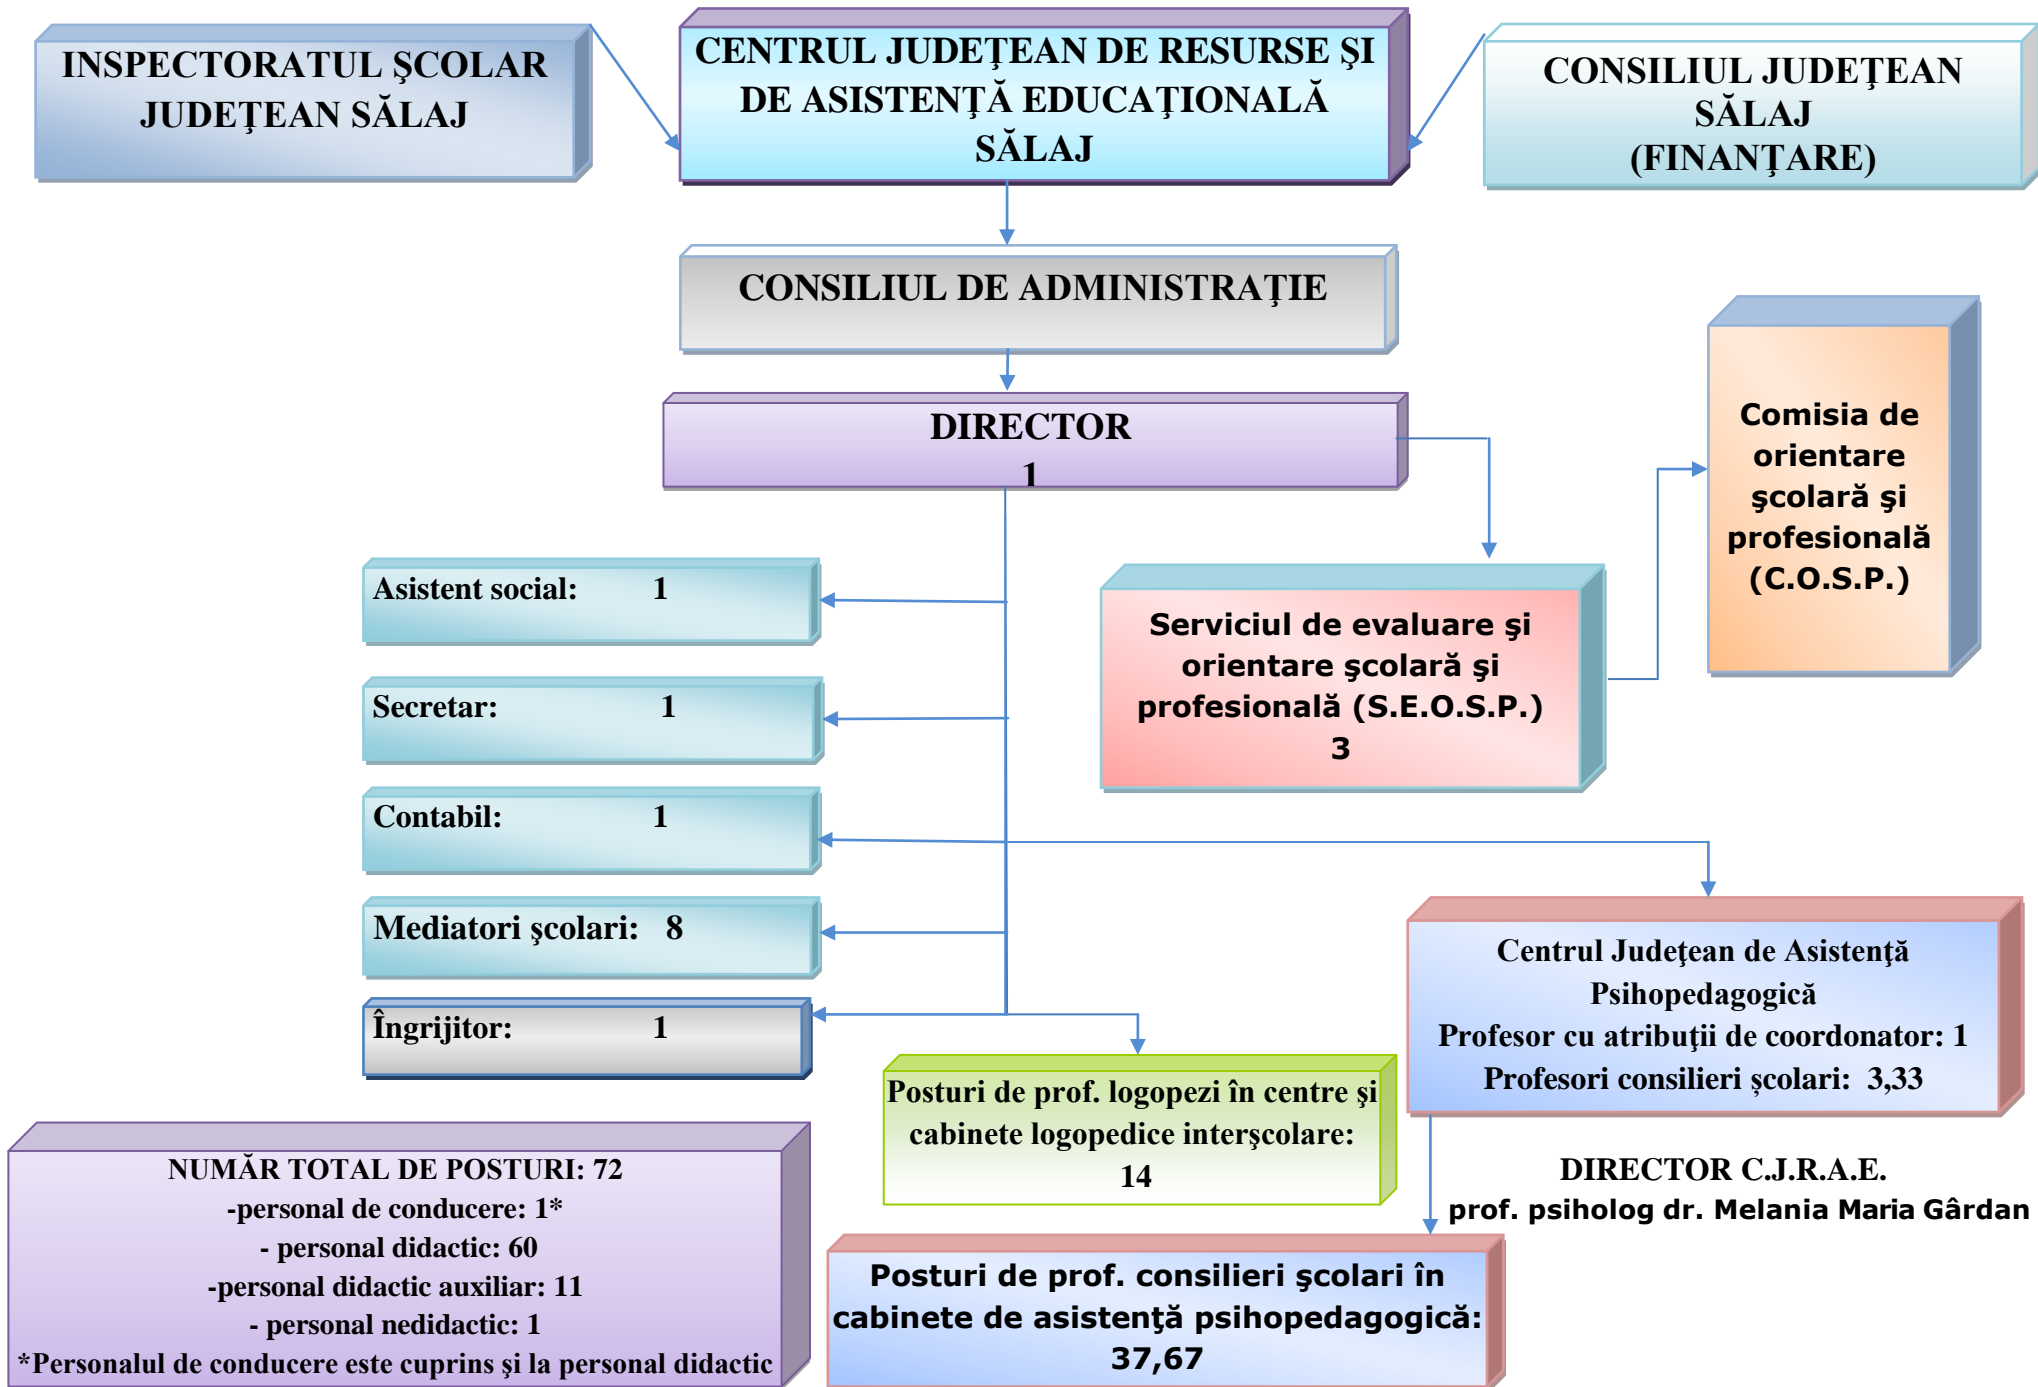 INSPECTORATUL ŞCOLAR
JUDEŢEAN SĂLAJ
CENTRUL JUDEŢEAN DE RESURSE ŞI
DE ASISTENŢĂ EDUCAŢIONALĂ
SĂLAJ
CONSILIUL JUDEŢEAN
SĂLAJ
(FINANŢARE)
CONSILIUL DE ADMINISTRAŢIE
DIRECTOR
1
Comisia de
orientare
şcolară şi
profesională
(C.O.S.P.)
Asistent social: 1
Secretar: 1
Contabil: 1
Mediatori şcolari: 8
Îngrijitor: 1
Serviciul de evaluare şi
orientare şcolară şi
profesională (S.E.O.S.P.)
3
Centrul Judeţean de Asistenţă
Psihopedagogică
Profesor cu atribuţii de coordonator: 1
Profesori consilieri școlari: 3,33
Posturi de prof. logopezi în centre şi
cabinete logopedice interşcolare:
14
NUMĂR TOTAL DE POSTURI: 72
-personal de conducere: 1*
- personal didactic: 60
-personal didactic auxiliar: 11
- personal nedidactic: 1
*Personalul de conducere este cuprins şi la personal didactic
DIRECTOR C.J.R.A.E.
prof. psiholog dr. Melania Maria Gârdan
Posturi de prof. consilieri şcolari în
cabinete de asistenţă psihopedagogică:
37,67